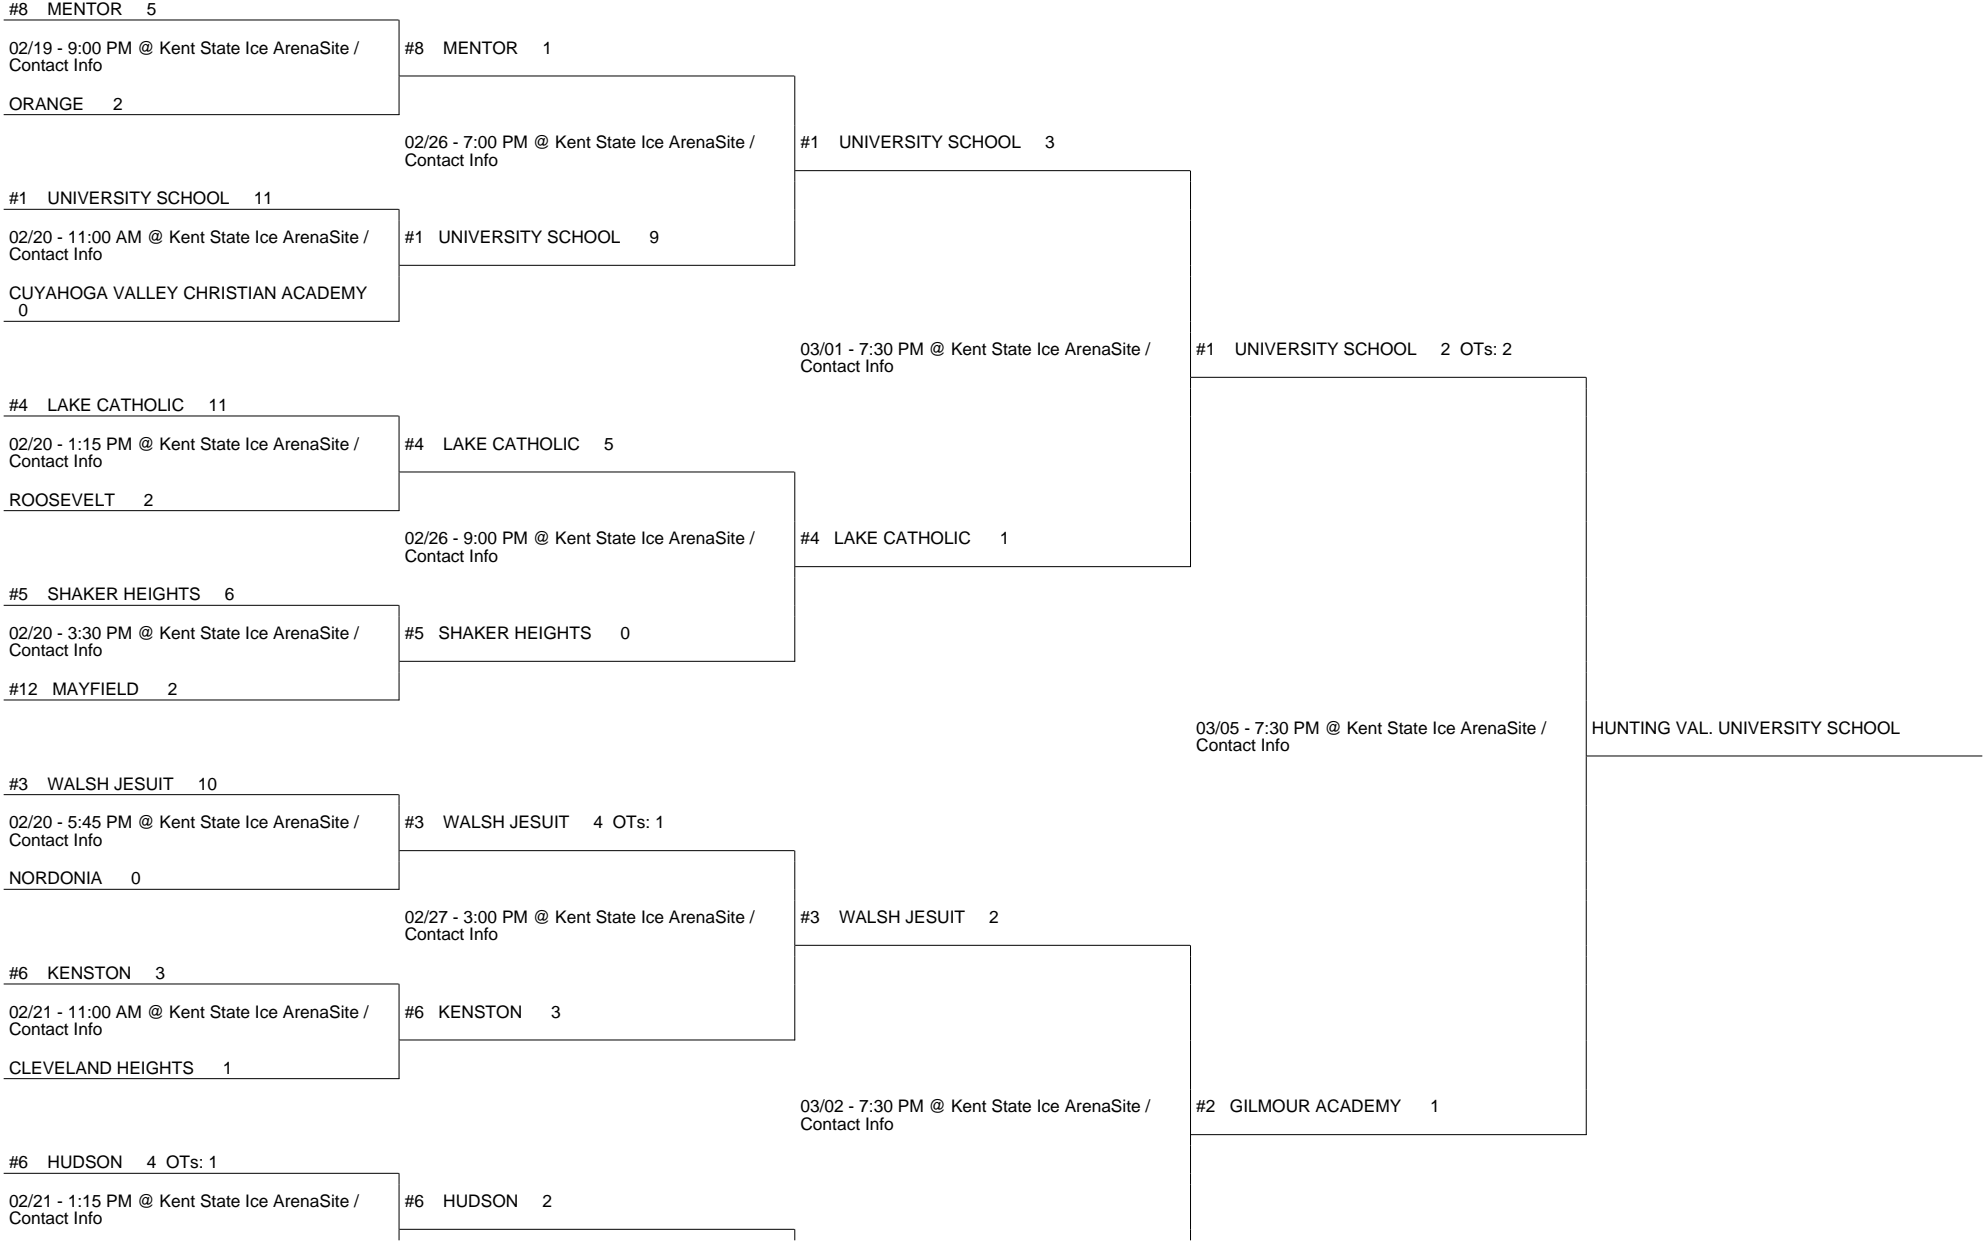 #8 MENTOR 5
02/19 - 9:00 PM @ Kent State Ice ArenaSite /
Contact Info
ORANGE 2
#1 UNIVERSITY SCHOOL 11
02/20 - 11:00 AM @ Kent State Ice ArenaSite /
Contact Info
CUYAHOGA VALLEY CHRISTIAN ACADEMY
0
#4 LAKE CATHOLIC 11
02/20 - 1:15 PM @ Kent State Ice ArenaSite /
Contact Info
ROOSEVELT 2
#5 SHAKER HEIGHTS 6
02/20 - 3:30 PM @ Kent State Ice ArenaSite /
Contact Info
#12 MAYFIELD 2
#3 WALSH JESUIT 10
02/20 - 5:45 PM @ Kent State Ice ArenaSite /
Contact Info
NORDONIA 0
#6 KENSTON 3
02/21 - 11:00 AM @ Kent State Ice ArenaSite /
Contact Info
CLEVELAND HEIGHTS 1
#6 HUDSON 4 OTs: 1
02/21 - 1:15 PM @ Kent State Ice ArenaSite /
Contact Info
#8 MENTOR 1
02/26 - 7:00 PM @ Kent State Ice ArenaSite /
Contact Info
#1 UNIVERSITY SCHOOL 9
#4 LAKE CATHOLIC 5
02/26 - 9:00 PM @ Kent State Ice ArenaSite /
Contact Info
#5 SHAKER HEIGHTS 0
#3 WALSH JESUIT 4 OTs: 1
02/27 - 3:00 PM @ Kent State Ice ArenaSite /
Contact Info
#6 KENSTON 3
#6 HUDSON 2
#1 UNIVERSITY SCHOOL 3
03/01 - 7:30 PM @ Kent State Ice ArenaSite /
Contact Info
#4 LAKE CATHOLIC 1
#3 WALSH JESUIT 2
03/02 - 7:30 PM @ Kent State Ice ArenaSite /
Contact Info
#1 UNIVERSITY SCHOOL 2 OTs: 2
03/05 - 7:30 PM @ Kent State Ice ArenaSite /
Contact Info
#2 GILMOUR ACADEMY 1
HUNTING VAL. UNIVERSITY SCHOOL